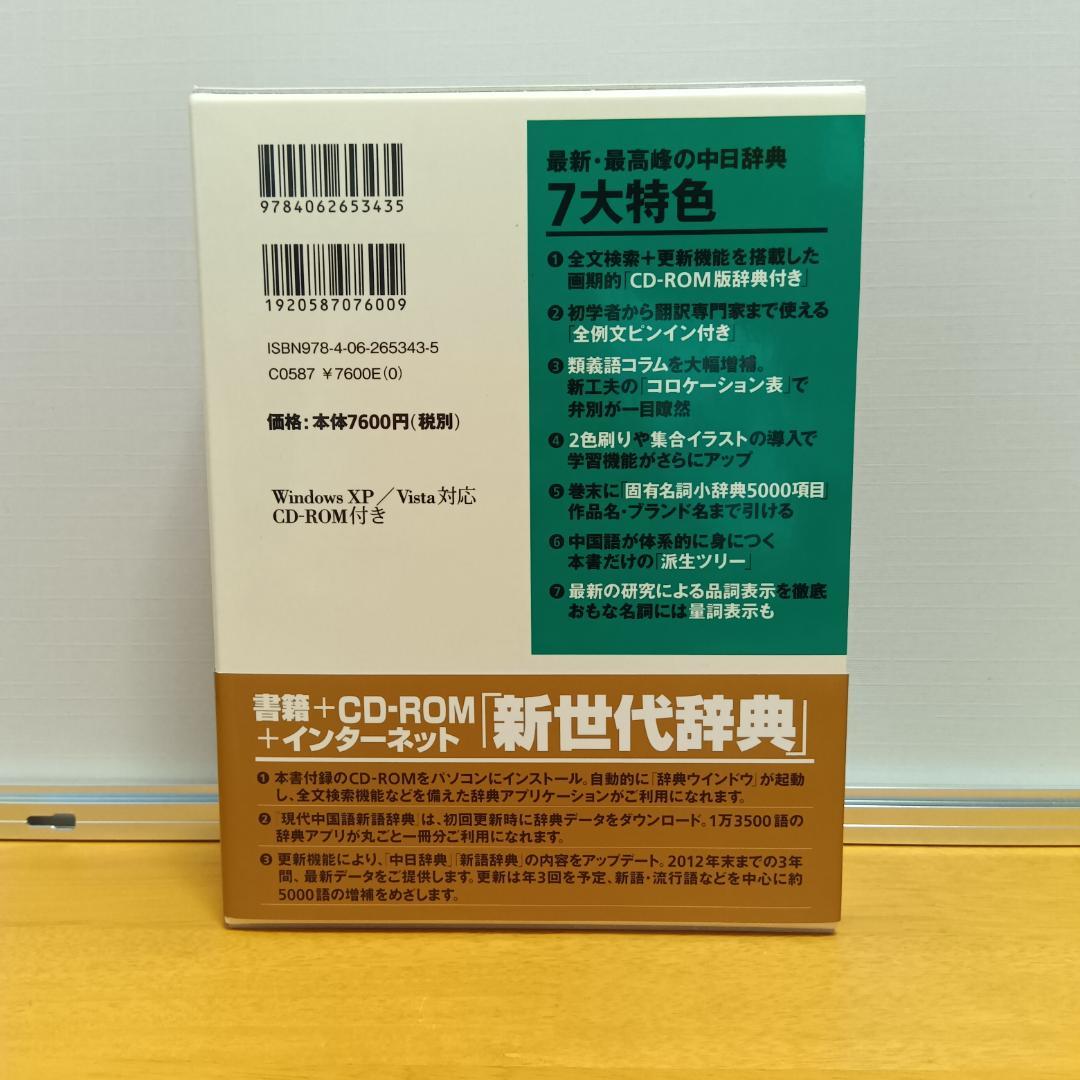 9784062653435
1920587076009
ISBN978-4-06-265343-5
C0587 ¥7600E(0)
価格:本体7600円(税別)
Windows XP/Vista対応
CD-ROM付き
最新・最高峰の中日辞典
7大特色
❶ 全文検索+更新機能を搭載した
画期的「CD-ROM版辞典付き」
❷ 初学者から翻訳専門家まで使える
「全例文ピンイン付き」
❸ 類義語コラムを大幅増補。
新工夫の「コロケーション表」で
弁別が一目瞭然
❹ 2色刷りや集合イラストの導入で
学習機能がさらにアップ
❺ 巻末に「固有名詞小辞典5000項目」
作品名・ブランド名まで引ける
❻ 中国語が体系的に身につく
本書だけの「派生ツリー」
❼ 最新の研究による品詞表示を徹底
おもな名詞には量詞表示も
書籍+CD-ROM
+インターネット「新世代辞典」
❶ 本書付録のCD-ROMをパソコンにインストール。自動的に「辞典ウインドウ」が起動
し、全文検索機能などを備えた辞典アプリケーションがご利用になれます。
❷ 「現代中国語新語辞典」は、初回更新時に辞典データをダウンロード。1万3500語の
辞典アプリが丸ごと一冊分ご利用になれます。
❸ 更新機能により、「中日辞典」「新語辞典」の内容をアップデート。2012年末までの3年
間、最新データをご提供します。更新は年3回を予定、新語・流行語などを中心に約
5000語の増補をめざします。